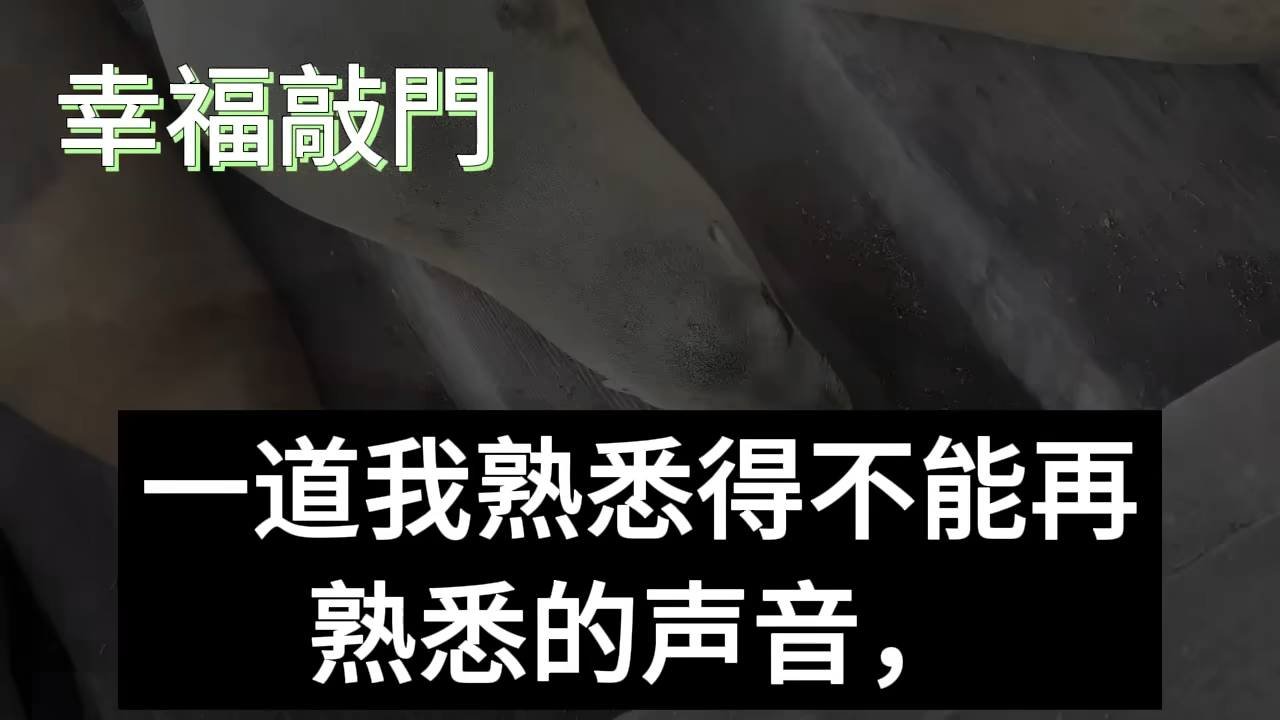 幸福敲門
一道我熟悉得不能再
熟悉的声音，